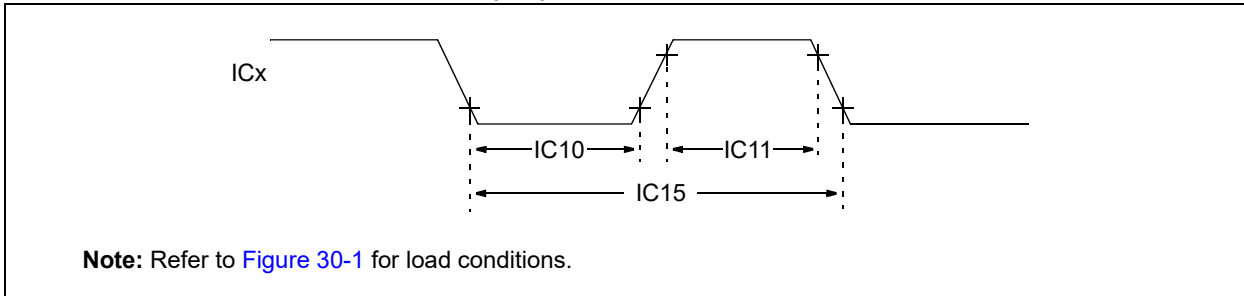 ICx
IC10
IC11
IC15
Note: Refer to Figure 30-1 for load conditions.